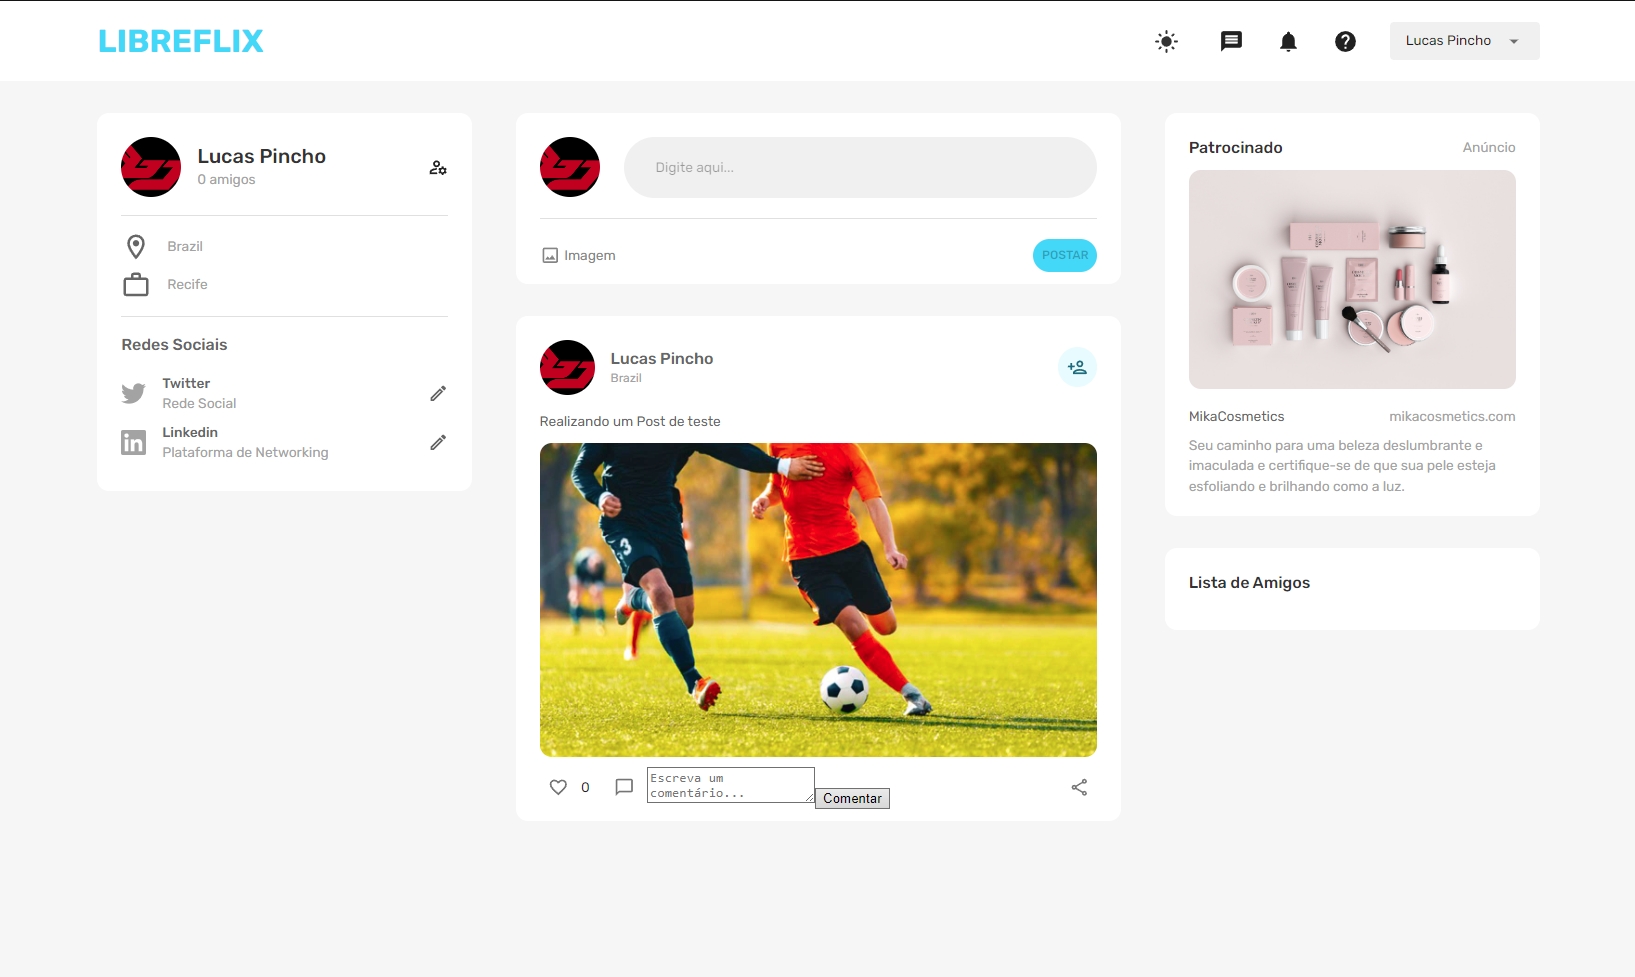 LIBREFLIX
Lucas Pincho
Lucas Pincho
0 amigos
Brazil
Recife
Redes Sociais
Twitter
Rede Social
Linkedin
Plataforma de Networking
Digite aqui...
Imagem
POSTAR
Lucas Pincho
Brazil
Realizando um Post de teste
3
0
Escreva um
comentário...
Comentar
Patrocinado
Anúncio
MikaCosmetics
mikacosmetics.com
Seu caminho para uma beleza deslumbrante e
imaculada e certifique-se de que sua pele esteja
esfoliando e brilhando como a luz.
Lista de Amigos